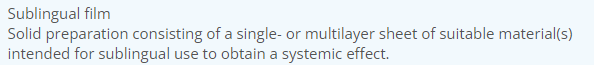 Sublingual film
Solid preparation consisting of a single- or multilayer sheet of suitable material(s)
intended for sublingual use to obtain a systemic effect.